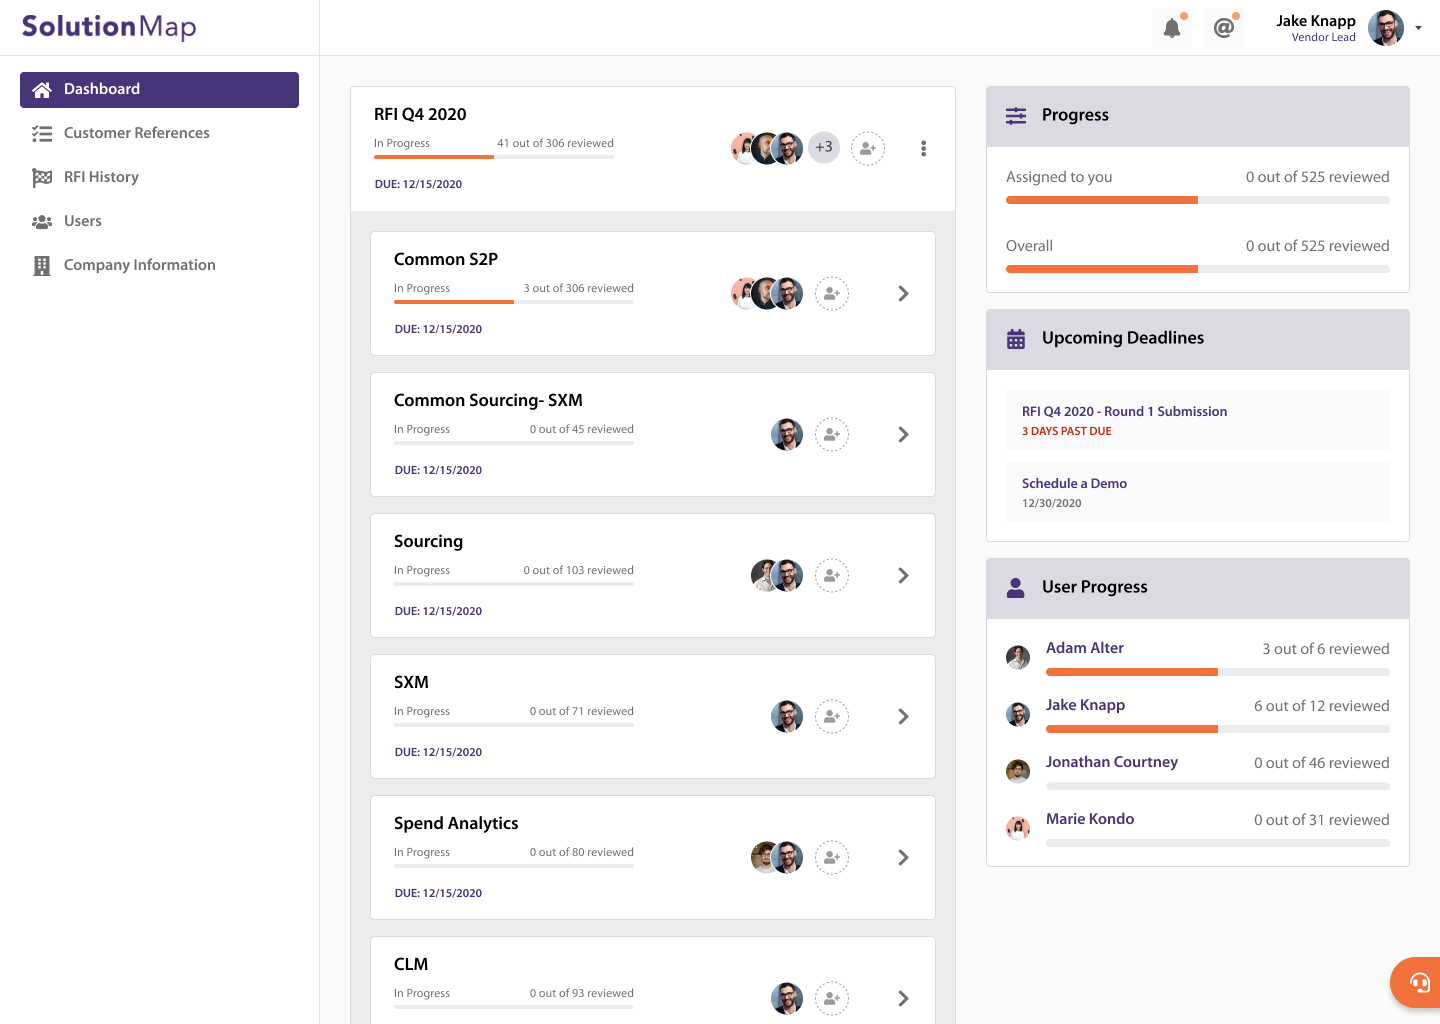 SolutionMap
Jake Knapp
Vendor Lead
Dashboard
Customer References
RFI History
Users
Company Information
RFI Q4 2020
In Progress 41 out of 306 reviewed
+3
DUE: 12/15/2020
Common S2P
In Progress 3 out of 306 reviewed
DUE: 12/15/2020
Common Sourcing- SXM
In Progress 0 out of 45 reviewed
DUE: 12/15/2020
Sourcing
In Progress 0 out of 103 reviewed
DUE: 12/15/2020
SXM
In Progress 0 out of 71 reviewed
DUE: 12/15/2020
Spend Analytics
In Progress 0 out of 80 reviewed
DUE: 12/15/2020
CLM
In Progress 0 out of 93 reviewed
Progress
Assigned to you 0 out of 525 reviewed
Overall 0 out of 525 reviewed
Upcoming Deadlines
RFI Q4 2020 - Round 1 Submission
3 DAYS PAST DUE
Schedule a Demo
12/30/2020
User Progress
Adam Alter 3 out of 6 reviewed
Jake Knapp 6 out of 12 reviewed
Jonathan Courtney 0 out of 46 reviewed
Marie Kondo 0 out of 31 reviewed